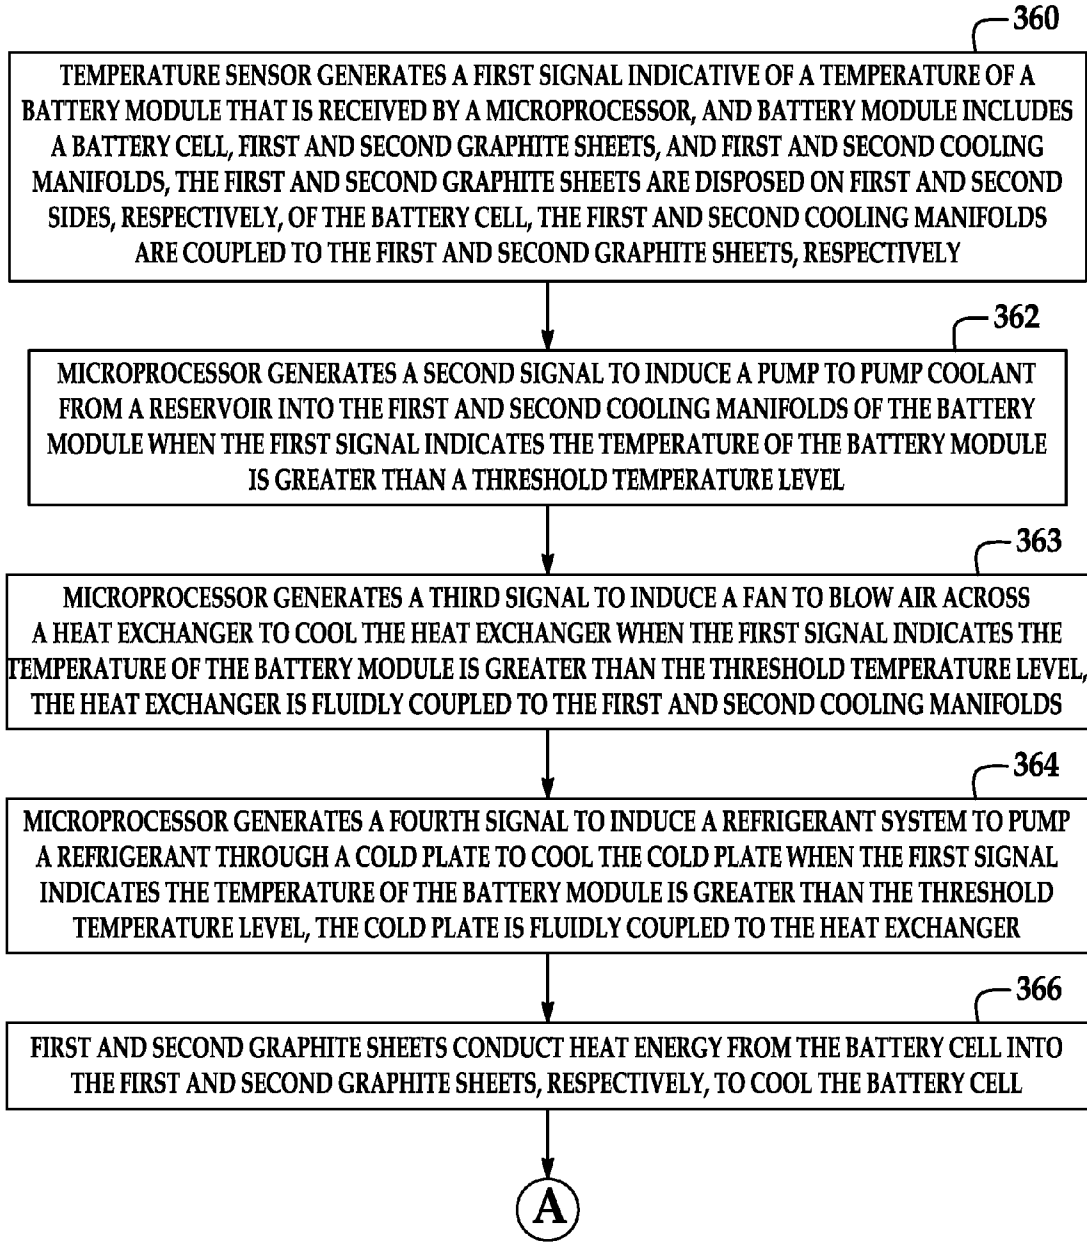 360
TEMPERATURE SENSOR GENERATES A FIRST SIGNAL INDICATIVE OF A TEMPERATURE OF A
BATTERY MODULE THAT IS RECEIVED BY A MICROPROCESSOR, AND BATTERY MODULE INCLUDES
A BATTERY CELL, FIRST AND SECOND GRAPHITE SHEETS, AND FIRST AND SECOND COOLING
MANIFOLDS, THE FIRST AND SECOND GRAPHITE SHEETS ARE DISPOSED ON FIRST AND SECOND
SIDES, RESPECTIVELY, OF THE BATTERY CELL, THE FIRST AND SECOND COOLING MANIFOLDS
ARE COUPLED TO THE FIRST AND SECOND GRAPHITE SHEETS, RESPECTIVELY
362
MICROPROCESSOR GENERATES A SECOND SIGNAL TO INDUCE A PUMP TO PUMP COOLANT
FROM A RESERVOIR INTO THE FIRST AND SECOND COOLING MANIFOLDS OF THE BATTERY
MODULE WHEN THE FIRST SIGNAL INDICATES THE TEMPERATURE OF THE BATTERY MODULE
IS GREATER THAN A THRESHOLD TEMPERATURE LEVEL
363
MICROPROCESSOR GENERATES A THIRD SIGNAL TO INDUCE A FAN TO BLOW AIR ACROSS
A HEAT EXCHANGER TO COOL THE HEAT EXCHANGER WHEN THE FIRST SIGNAL INDICATES THE
TEMPERATURE OF THE BATTERY MODULE IS GREATER THAN THE THRESHOLD TEMPERATURE LEVEL,
THE HEAT EXCHANGER IS FLUIDLY COUPLED TO THE FIRST AND SECOND COOLING MANIFOLDS
364
MICROPROCESSOR GENERATES A FOURTH SIGNAL TO INDUCE A REFRIGERANT SYSTEM TO PUMP
A REFRIGERANT THROUGH A COLD PLATE TO COOL THE COLD PLATE WHEN THE FIRST SIGNAL
INDICATES THE TEMPERATURE OF THE BATTERY MODULE IS GREATER THAN THE THRESHOLD
TEMPERATURE LEVEL, THE COLD PLATE IS FLUIDLY COUPLED TO THE HEAT EXCHANGER
366
FIRST AND SECOND GRAPHITE SHEETS CONDUCT HEAT ENERGY FROM THE BATTERY CELL INTO
THE FIRST AND SECOND GRAPHITE SHEETS, RESPECTIVELY, TO COOL THE BATTERY CELL
A